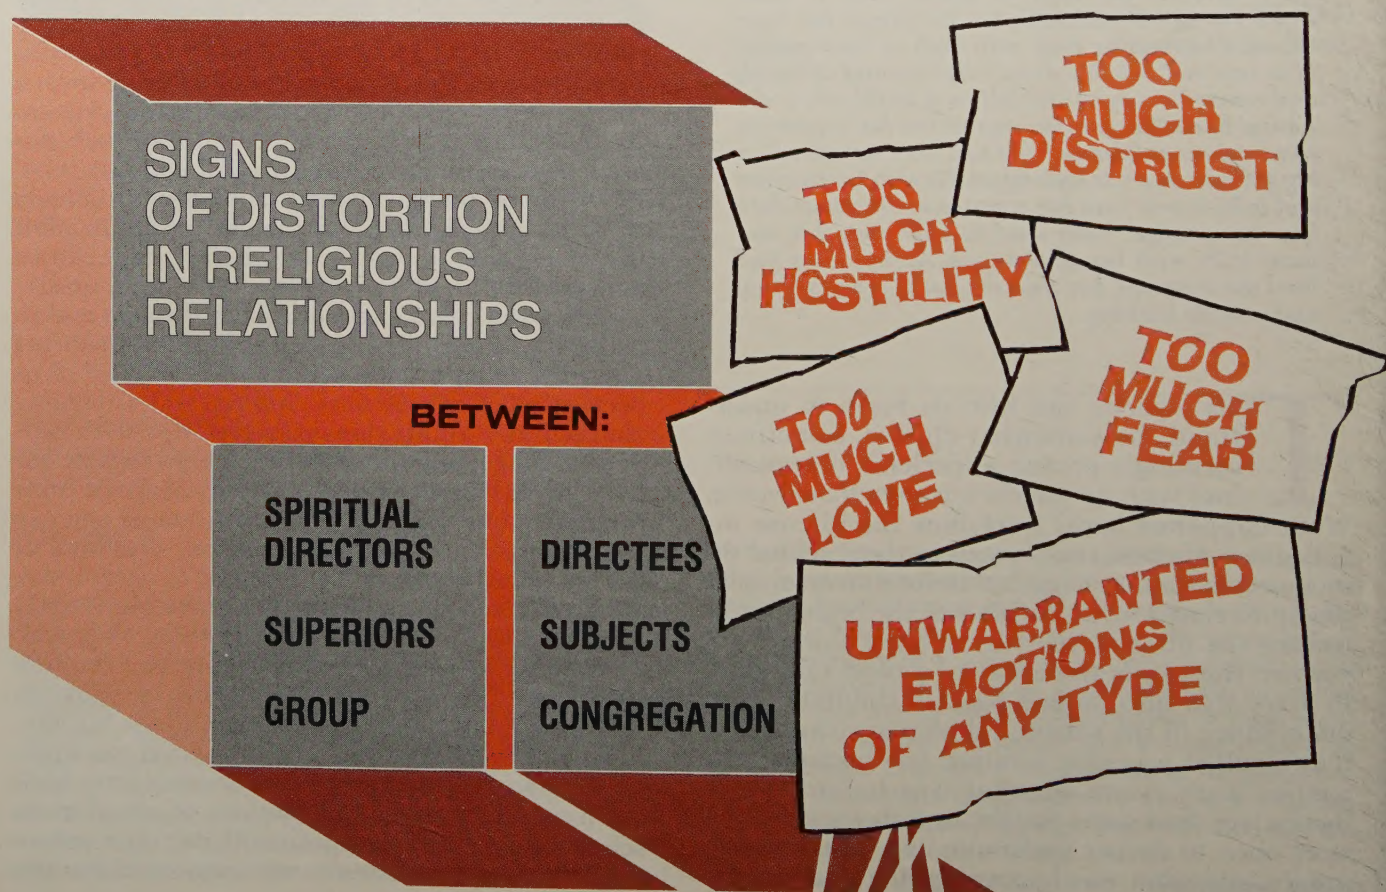 SIGNS
OF DISTORTION
IN RELIGIOUS
RELATIONSHIPS
BETWEEN:
SPIRITUAL
DIRECTORS
SUPERIORS
GROUP
DIRECTEES
SUBJECTS
CONGREGATION
TOO
MUCH
DISTRUST
TOO
MUCH
HOSTILITY
TOO
MUCH
FEAR
TOO
MUCH
LOVE
UNWARRANTED
EMOTIONS
OF ANY TYPE